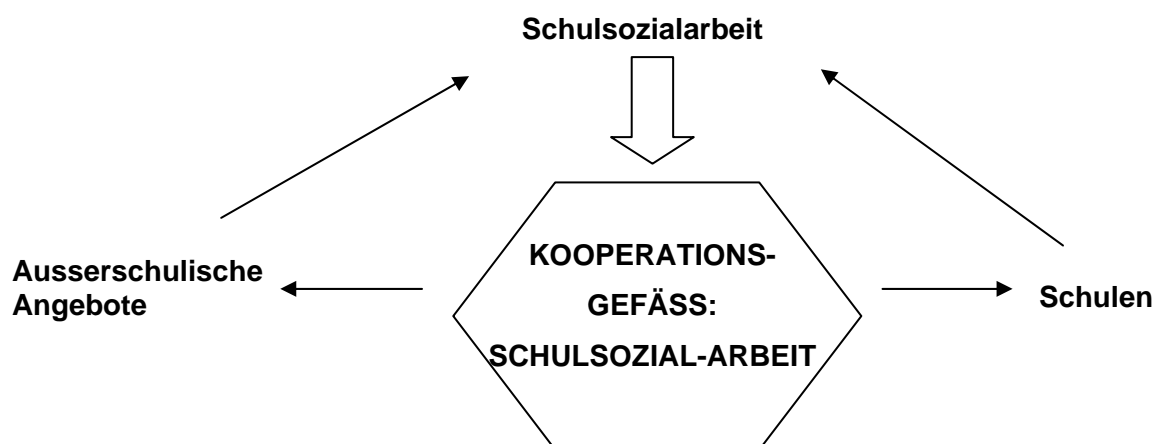 Schulsozialarbeit
KOOPERATIONS-
GEFÄSS:
SCHULSOZIAL-ARBEIT
Ausserschulische
Angebote
Schulen